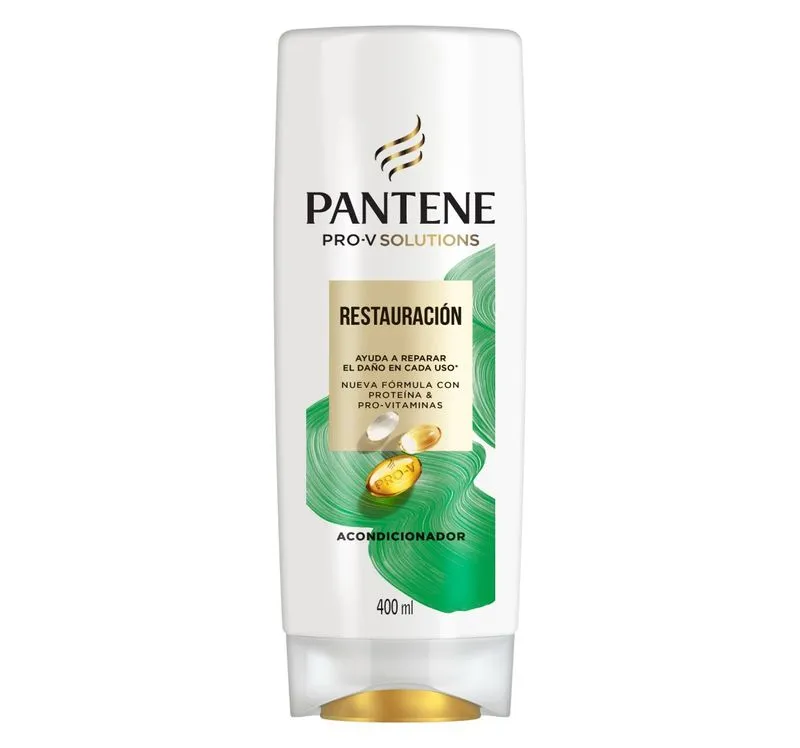 PANTENE
PRO-V SOLUTIONS
RESTAURACIÓN
AYUDA A REPARAR
EL DAÑO EN CADA USO*
NUEVA FÓRMULA CON
PROTEÍNA &
PRO-VITAMINAS
PRO-V
ACONDICIONADOR
400 ml